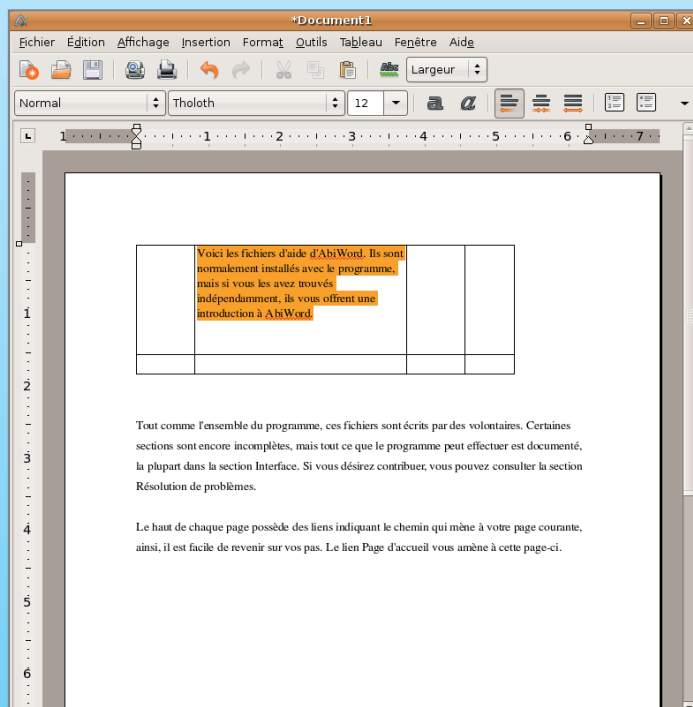 *Document1
Fichier Édition Affichage Insertion Format Outils Tableau Fenêtre Aide
Abc Largeur
Normal Tholoth 12 a a
1 1 2 3 4 5 6 7
Voici les fichiers d'aide d'AbiWord. Ils sont
normalement installés avec le programme,
mais si vous les avez trouvés
indépendamment, ils vous offrent une
introduction à AbiWord.
1
2
Tout comme l'ensemble du programme, ces fichiers sont écrits par des volontaires. Certaines
sections sont encore incomplètes, mais tout ce que le programme peut effectuer est documenté,
3
la plupart dans la section Interface. Si vous désirez contribuer, vous pouvez consulter la section
Résolution de problèmes.
4
Le haut de chaque page possède des liens indiquant le chemin qui mène à votre page courante,
ainsi, il est facile de revenir sur vos pas. Le lien Page d'accueil vous amène à cette page-ci.
5
6